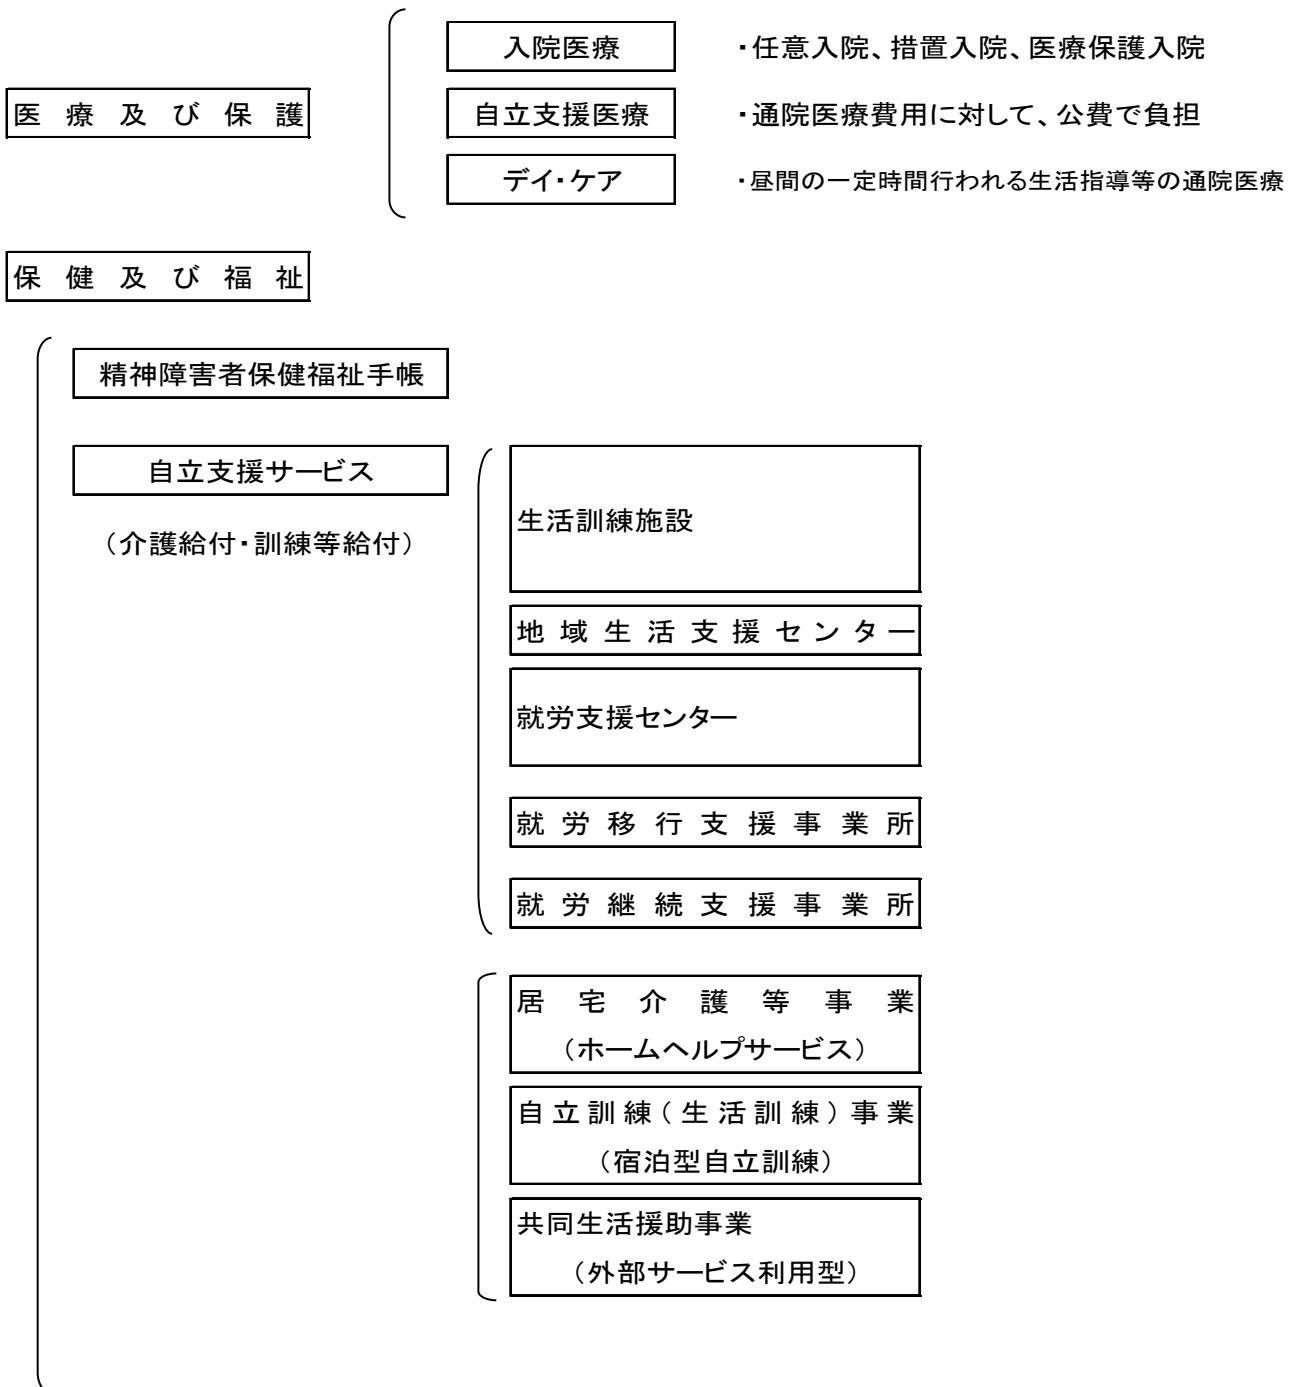 入院医療 ・任意入院、措置入院、医療保護入院
医療及び保護 自立支援医療 ・通院医療費用に対して、公費で負担
デイ・ケア ・昼間の一定時間行われる生活指導等の通院医療
保健及び福祉
精神障害者保健福祉手帳
自立支援サービス
（介護給付・訓練等給付）
生活訓練施設
地域生活支援センター
就労支援センター
就労移行支援事業所
就労継続支援事業所
居宅介護等事業
（ホームヘルプサービス）
自立訓練（生活訓練）事業
（宿泊型自立訓練）
共同生活援助事業
（外部サービス利用型）